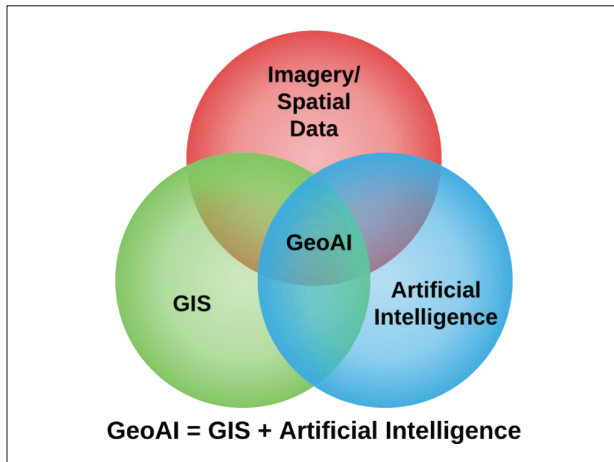 Imagery/
Spatial
Data
GeoAI
GIS
Artificial
Intelligence
GeoAI = GIS + Artificial Intelligence